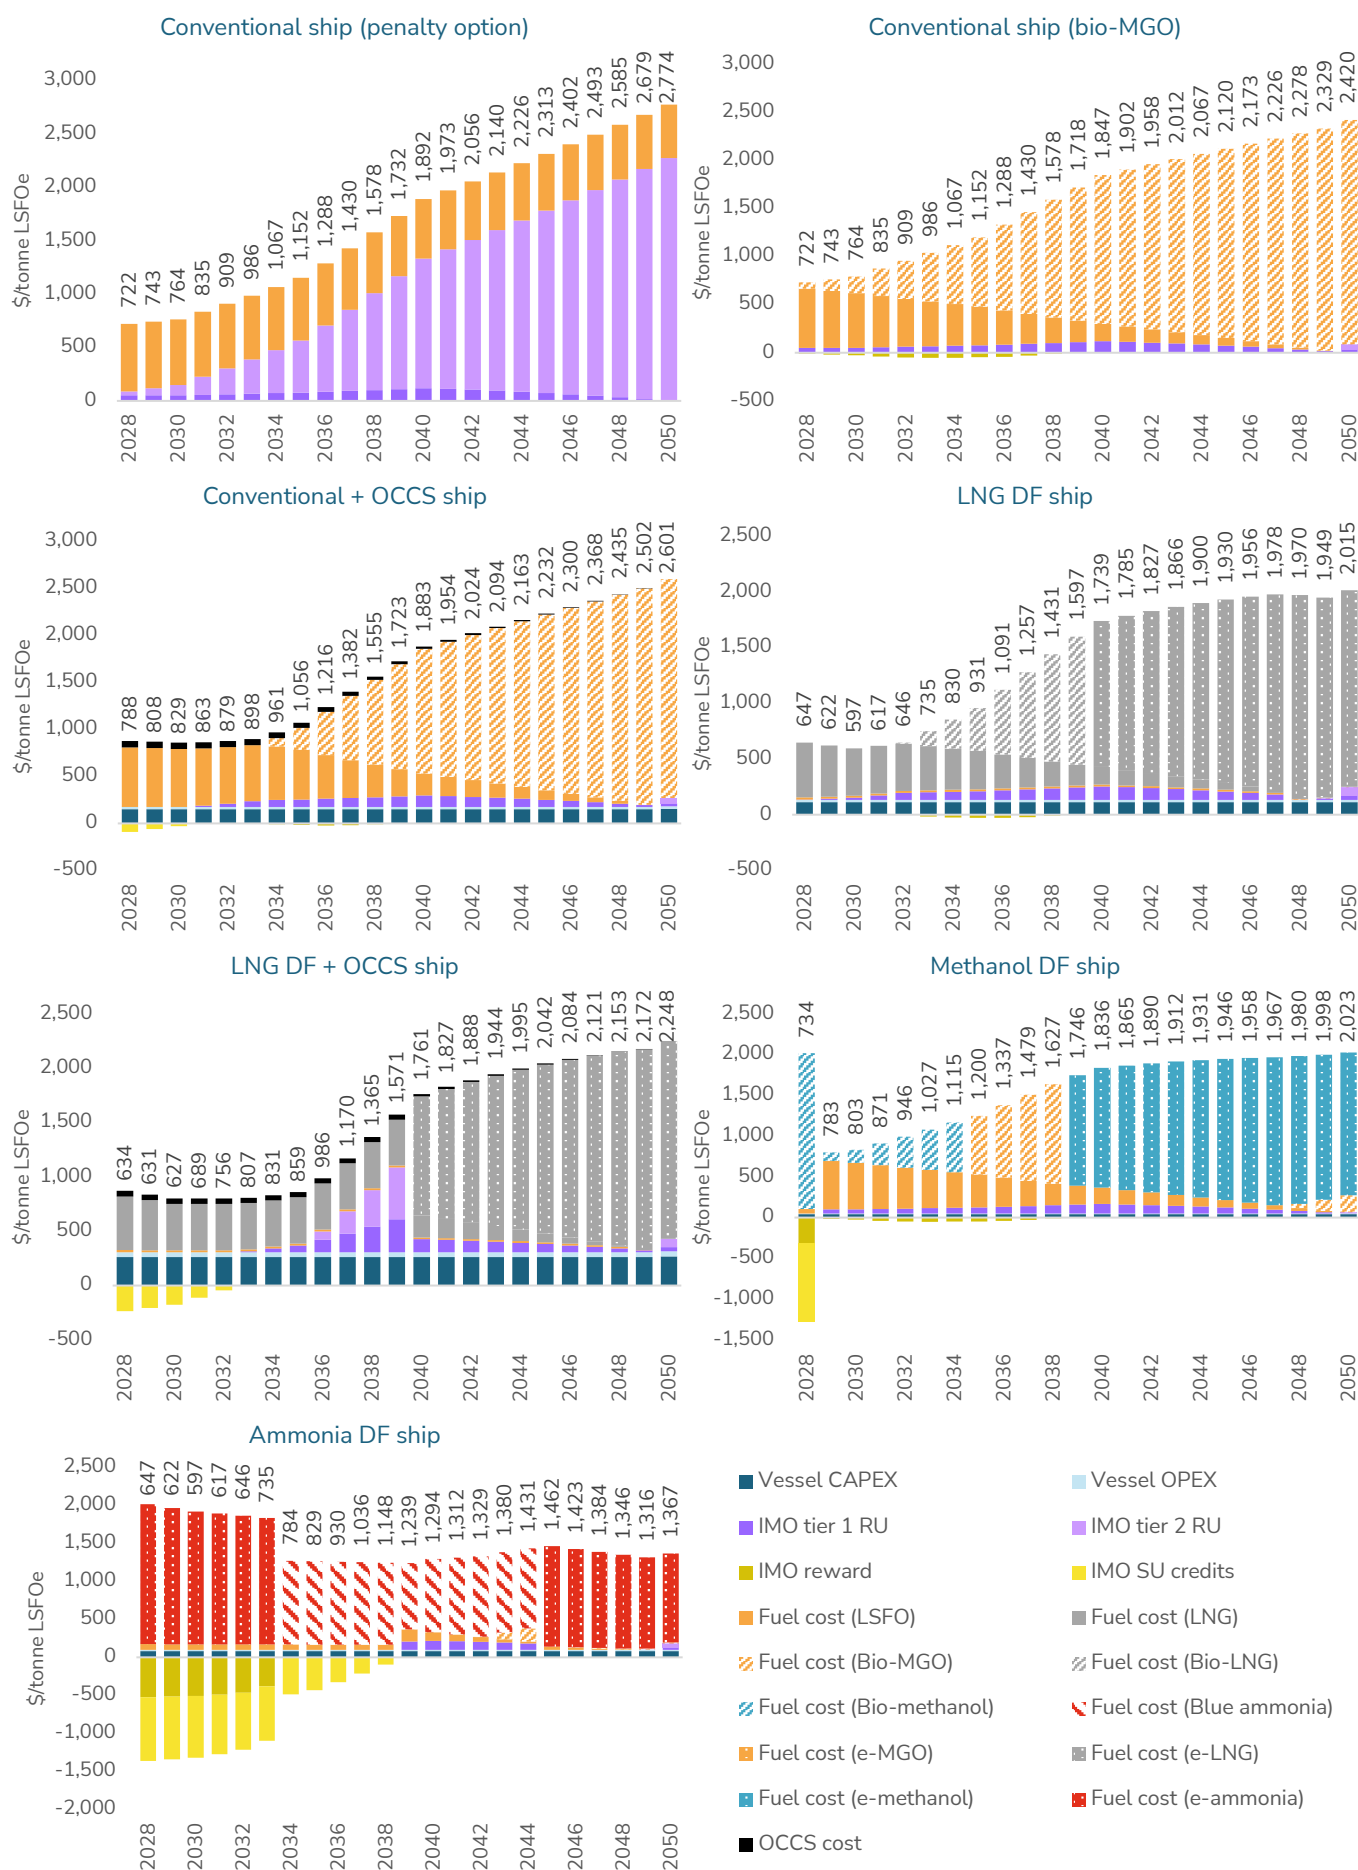 Conventional ship (penalty option)
$/tonne LSFOe
3,000
2,500
2,000
1,500
1,000
500
0
722 743 764 835 909 986 1,067 1,152 1,288 1,430 1,578 1,732 1,892 1,973 2,056 2,140 2,226 2,313 2,402 2,493 2,585 2,679 2,774
2028 2030 2032 2034 2036 2038 2040 2042 2044 2046 2048 2050
Conventional ship (bio-MGO)
$/tonne LSFOe
3,000
2,500
2,000
1,500
1,000
500
0
-500
722 743 764 835 909 986 1,067 1,152 1,288 1,430 1,578 1,718 1,847 1,902 1,958 2,012 2,067 2,120 2,173 2,226 2,278 2,329 2,420
2028 2030 2032 2034 2036 2038 2040 2042 2044 2046 2048 2050
Conventional + OCCS ship
$/tonne LSFOe
3,000
2,500
2,000
1,500
1,000
500
0
-500
788 808 829 863 879 898 961 1,056 1,216 1,382 1,555 1,723 1,883 1,954 2,024 2,094 2,163 2,232 2,300 2,368 2,435 2,502 2,601
2028 2030 2032 2034 2036 2038 2040 2042 2044 2046 2048 2050
LNG DF ship
$/tonne LSFOe
2,500
2,000
1,500
1,000
500
0
-500
647 622 597 617 646 735 830 931 1,091 1,257 1,431 1,597 1,739 1,785 1,827 1,866 1,900 1,930 1,956 1,978 1,970 1,949 2,015
2028 2030 2032 2034 2036 2038 2040 2042 2044 2046 2048 2050
LNG DF + OCCS ship
$/tonne LSFOe
2,500
2,000
1,500
1,000
500
0
-500
634 631 627 689 756 807 831 859 986 1,170 1,365 1,571 1,761 1,827 1,888 1,944 1,995 2,042 2,084 2,121 2,153 2,172 2,248
2028 2030 2032 2034 2036 2038 2040 2042 2044 2046 2048 2050
Methanol DF ship
$/tonne LSFOe
2,500
2,000
1,500
1,000
500
0
-500
-1,000
-1,500
734 783 803 871 946 1,027 1,115 1,200 1,337 1,479 1,627 1,746 1,836 1,865 1,890 1,912 1,931 1,946 1,958 1,967 1,980 1,998 2,023
2028 2030 2032 2034 2036 2038 2040 2042 2044 2046 2048 2050
Ammonia DF ship
$/tonne LSFOe
2,500
2,000
1,500
1,000
500
0
-500
-1,000
-1,500
-2,000
647 622 597 617 646 735 784 829 930 1,036 1,148 1,239 1,294 1,312 1,329 1,380 1,431 1,462 1,423 1,384 1,346 1,316 1,367
2028 2030 2032 2034 2036 2038 2040 2042 2044 2046 2048 2050
Vessel CAPEX
Vessel OPEX
IMO tier 1 RU
IMO tier 2 RU
IMO reward
IMO SU credits
Fuel cost (LSFO)
Fuel cost (LNG)
Fuel cost (Bio-MGO)
Fuel cost (Bio-LNG)
Fuel cost (Bio-methanol)
Fuel cost (Blue ammonia)
Fuel cost (e-MGO)
Fuel cost (e-LNG)
Fuel cost (e-methanol)
Fuel cost (e-ammonia)
OCCS cost